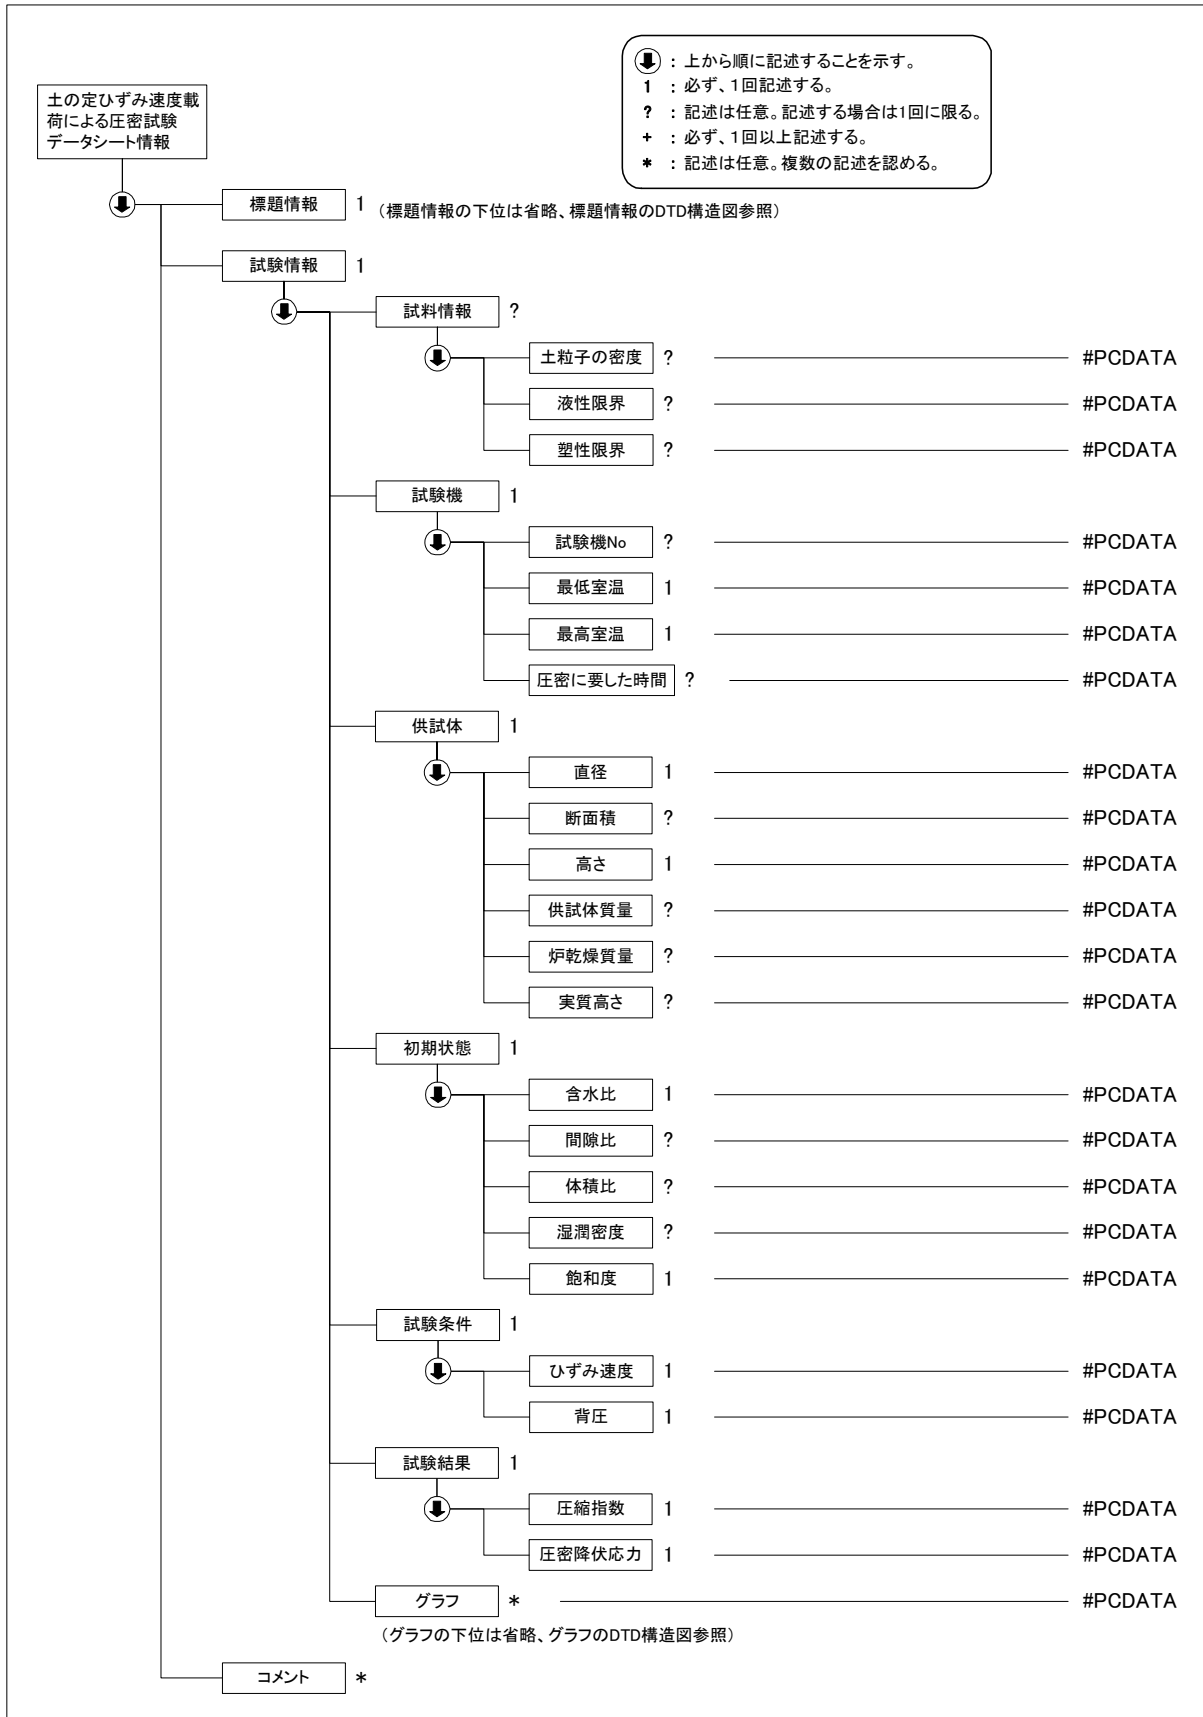 ：上から順に記述することを示す。
1 ：必ず、1回記述する。
? ：記述は任意。記述する場合は1回に限る。
+ ：必ず、1回以上記述する。
* ：記述は任意。複数の記述を認める。
土の定ひずみ速度載
荷による圧密試験
データシート情報
標題情報 1 （標題情報の下位は省略、標題情報のDTD構造図参照）
試験情報 1
試料情報 ?
土粒子の密度 ? #PCDATA
液性限界 ? #PCDATA
塑性限界 ? #PCDATA
試験機 1
試験機No ? #PCDATA
最低室温 1 #PCDATA
最高室温 1 #PCDATA
圧密に要した時間 ? #PCDATA
供試体 1
直径 1 #PCDATA
断面積 ? #PCDATA
高さ 1 #PCDATA
供試体質量 ? #PCDATA
炉乾燥質量 ? #PCDATA
実質高さ ? #PCDATA
初期状態 1
含水比 1 #PCDATA
間隙比 ? #PCDATA
体積比 ? #PCDATA
湿潤密度 ? #PCDATA
飽和度 1 #PCDATA
試験条件 1
ひずみ速度 1 #PCDATA
背圧 1 #PCDATA
試験結果 1
圧縮指数 1 #PCDATA
圧密降伏応力 1 #PCDATA
グラフ * #PCDATA
（グラフの下位は省略、グラフのDTD構造図参照）
コメント *